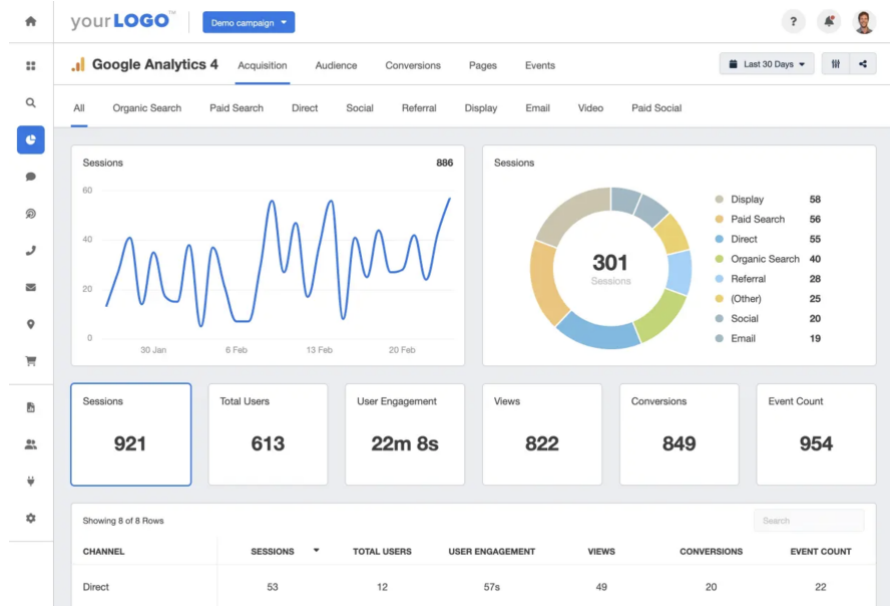 yourLOGO™ Demo campaign ?
Google Analytics 4 Acquisition Audience Conversions Pages Events Last 30 Days
All Organic Search Paid Search Direct Social Referral Display Email Video Paid Social
Sessions 886
60
40
20
0
30 Jan 6 Feb 13 Feb 20 Feb
Sessions
301
Sessions
Display 58
Paid Search 56
Direct 55
Organic Search 40
Referral 28
(Other) 25
Social 20
Email 19
Sessions
921
Total Users
613
User Engagement
22m 8s
Views
822
Conversions
849
Event Count
954
Showing 8 of 8 Rows Search
CHANNEL SESSIONS TOTAL USERS USER ENGAGEMENT VIEWS CONVERSIONS EVENT COUNT
Direct 53 12 57s 49 20 22